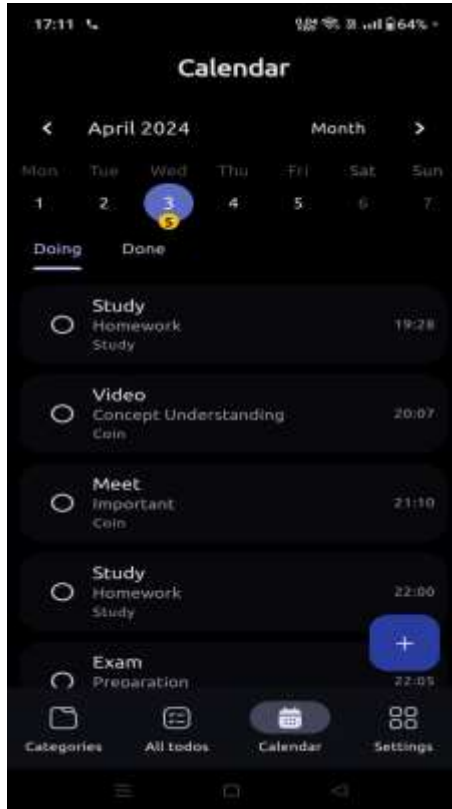 17:11 64%
Calendar
April 2024 Month
Mon Tue Wed Thu Fri Sat Sun
1 2 3 4 5 6 7
5
Doing Done
Study
Homework 19:28
Study
Video
Concept Understanding 20:07
Coin
Meet
Important 21:10
Coin
Study
Homework 22:00
Study
+
Exam
Preparation 22:05
Categories All todos Calendar Settings